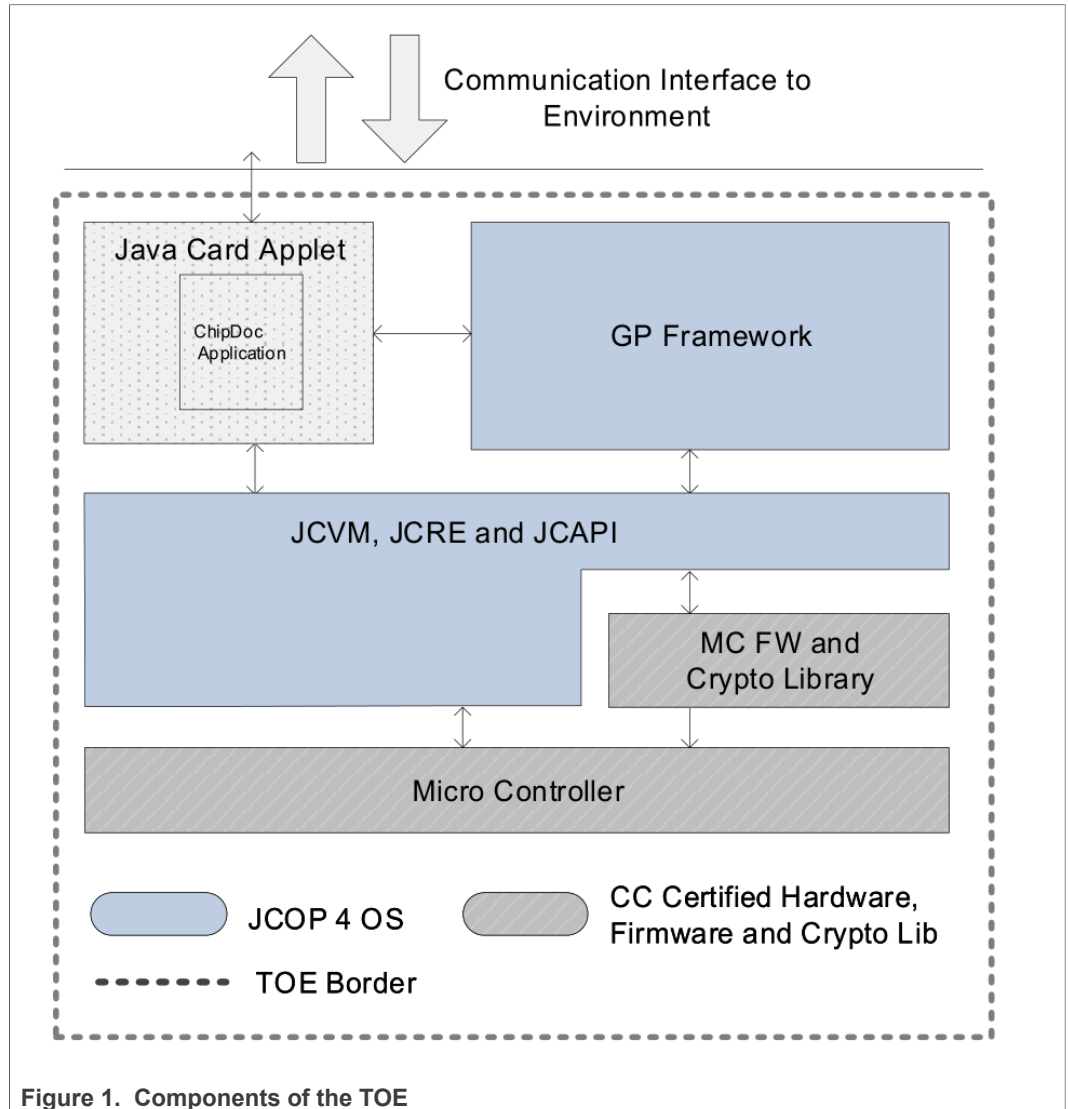 Communication Interface to
Environment
Java Card Applet
ChipDoc
Application
GP Framework
JCVM, JCRE and JCAPI
MC FW and
Crypto Library
Micro Controller
JCOP 4 OS
CC Certified Hardware,
Firmware and Crypto Lib
TOE Border
Figure 1. Components of the TOE